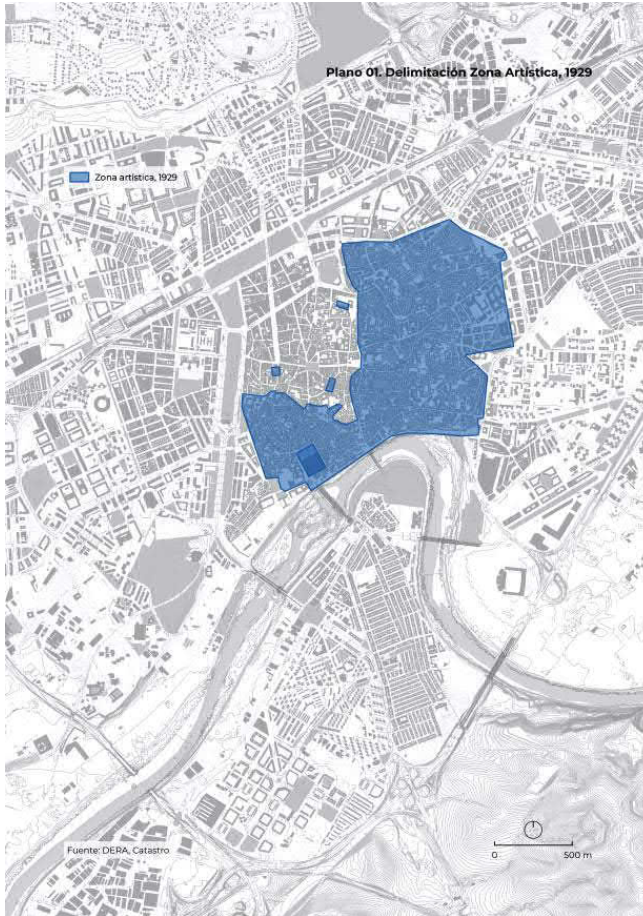 Plano 01. Delimitación Zona Artística, 1929
Zona artística, 1929
Fuente: DERA, Catastro
0 500 m